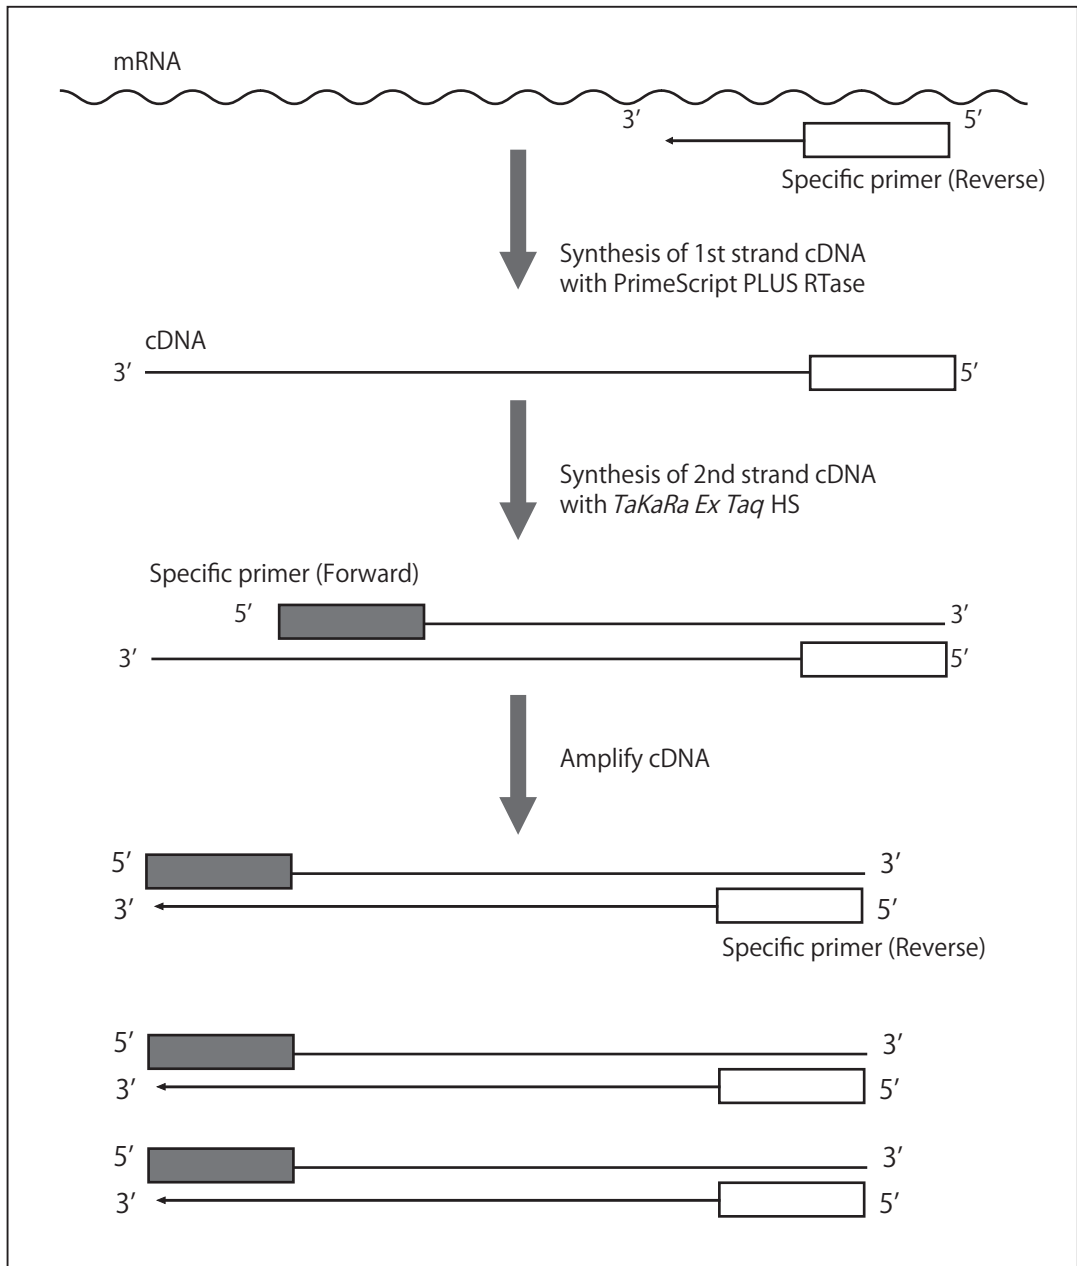 mRNA
3′
5′
Specific primer (Reverse)
Synthesis of 1st strand cDNA
with PrimeScript PLUS RTase
cDNA
3′
5′
Synthesis of 2nd strand cDNA
with TaKaRa Ex Taq HS
Specific primer (Forward)
5′
3′
3′
5′
Amplify cDNA
5′
3′
3′
5′
Specific primer (Reverse)
5′
3′
3′
5′
5′
3′
3′
5′